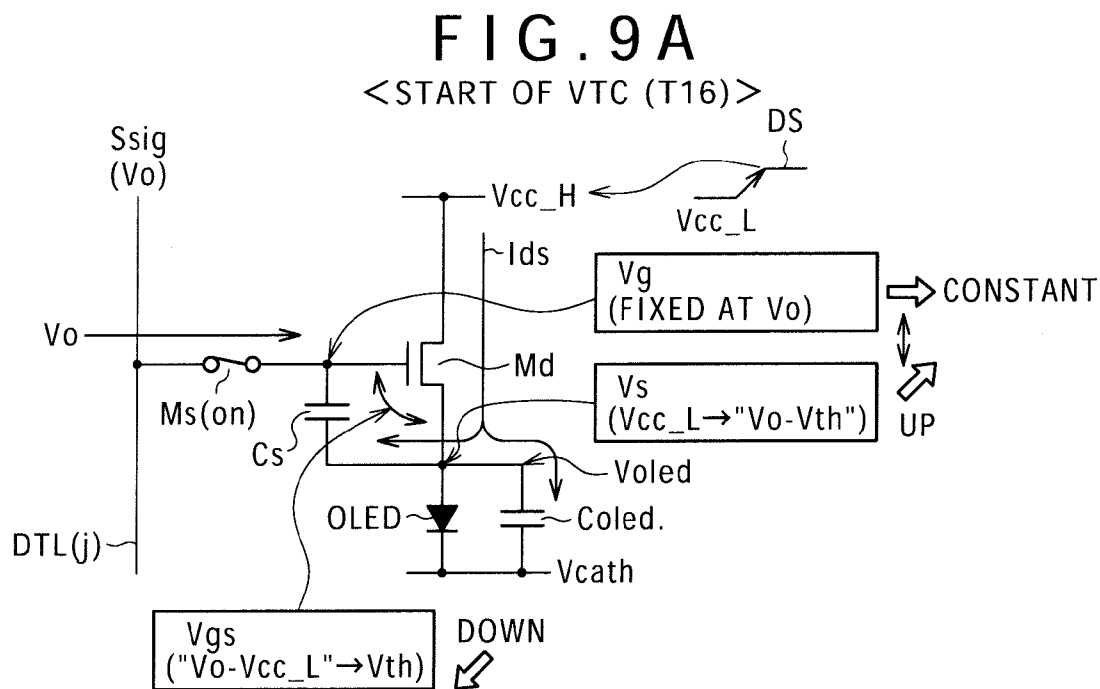 FIG. 9A
<START OF VTC (T16)>
Ssig
(Vo)
DS
Vcc_H
Vcc_L
Ids
Vg
(FIXED AT Vo)
CONSTANT
Vo
Md
Ms(on)
Vs
(Vcc_L→"Vo-Vth")
UP
Cs
Voled
OLED
Coled.
DTL(j)
Vcath
Vgs
("Vo-Vcc_L"→Vth)
DOWN